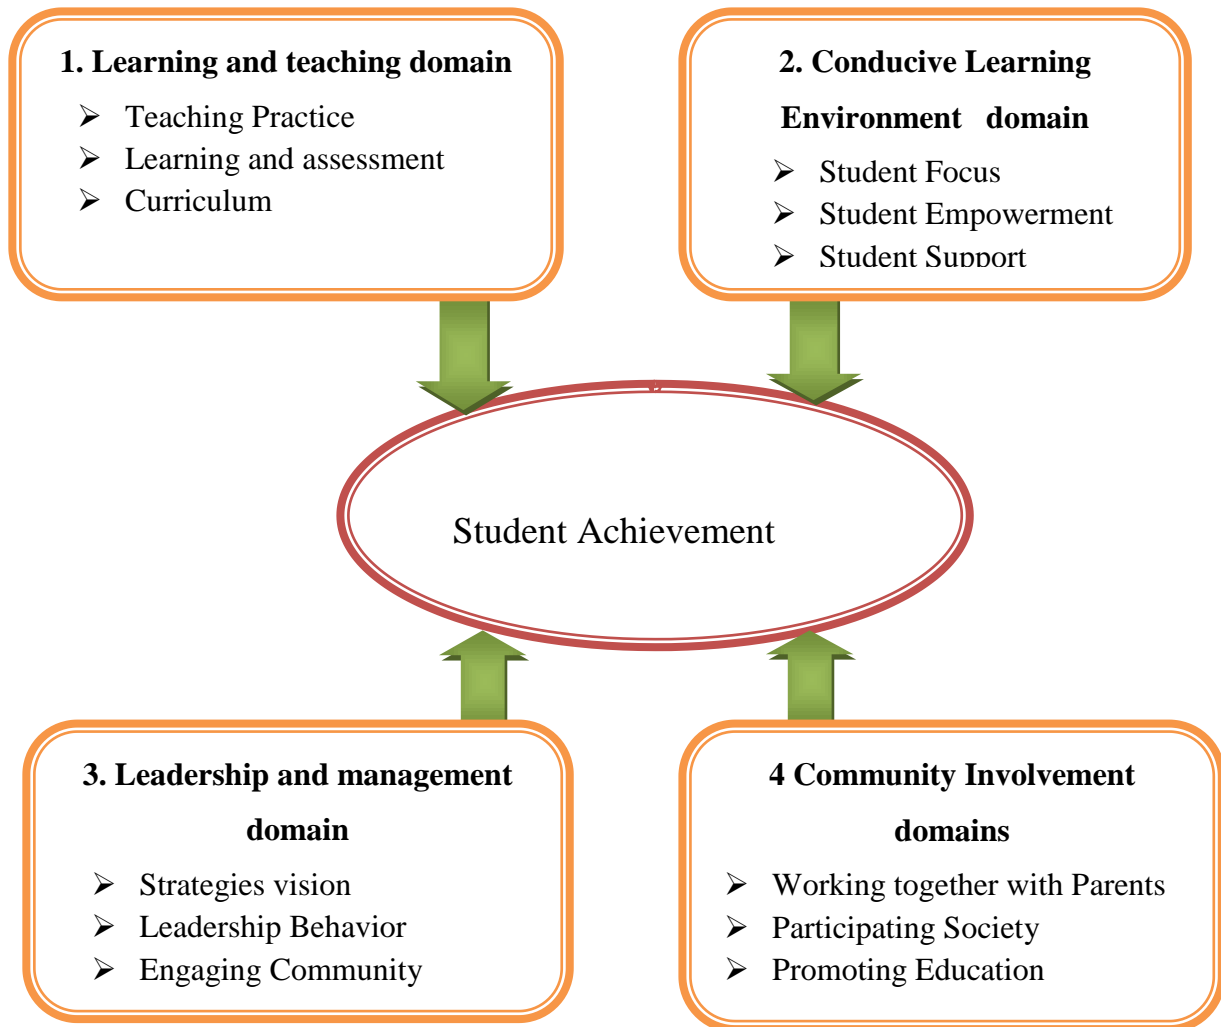 1. Learning and teaching domain
➢ Teaching Practice
➢ Learning and assessment
➢ Curriculum
2. Conducive Learning
Environment domain
➢ Student Focus
➢ Student Empowerment
➢ Student Support
Student Achievement
3. Leadership and management
domain
➢ Strategies vision
➢ Leadership Behavior
➢ Engaging Community
4 Community Involvement
domains
➢ Working together with Parents
➢ Participating Society
➢ Promoting Education